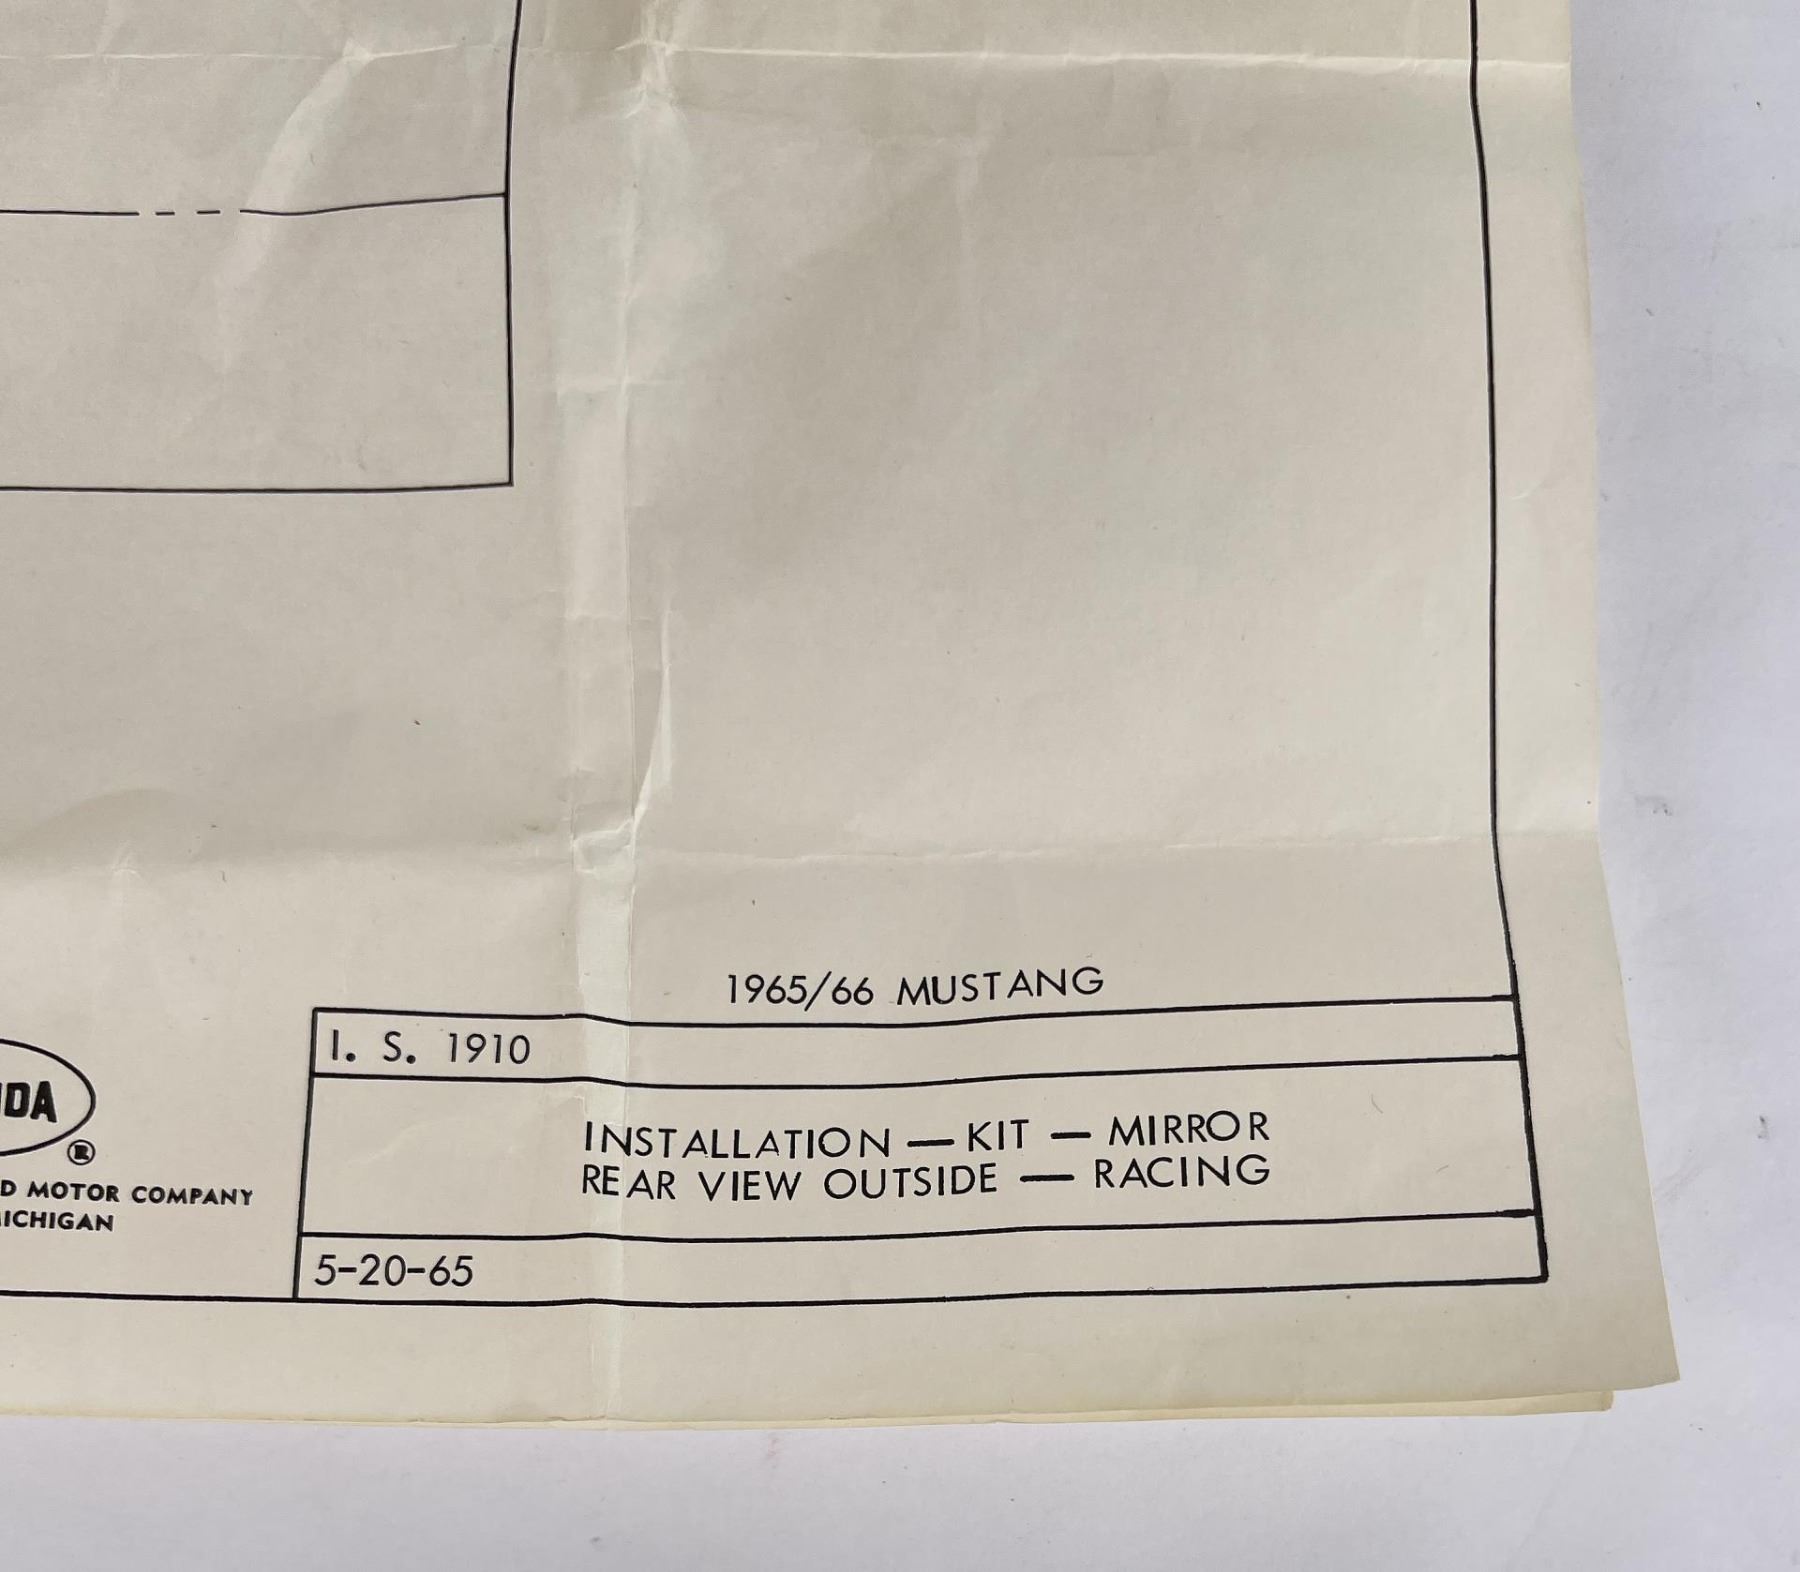 1965/66 MUSTANG
I. S. 1910
INSTALLATION — KIT — MIRROR
REAR VIEW OUTSIDE — RACING
5-20-65
DA
®
D MOTOR COMPANY
ICHIGAN